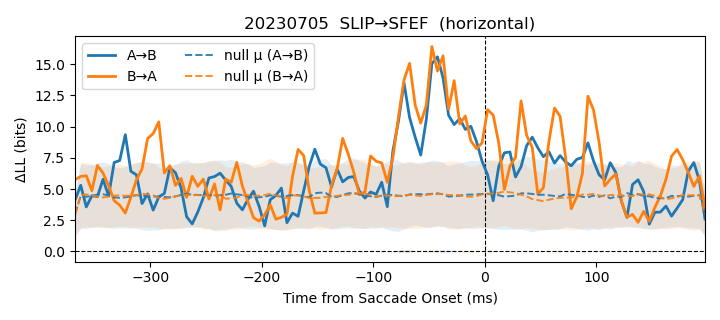 20230705  SLIP→SFEF  (horizontal)
A→B
B→A
null μ (A→B)
null μ (B→A)
ΔLL (bits)
15.0
12.5
10.0
7.5
5.0
2.5
0.0
−300
−200
−100
0
100
Time from Saccade Onset (ms)